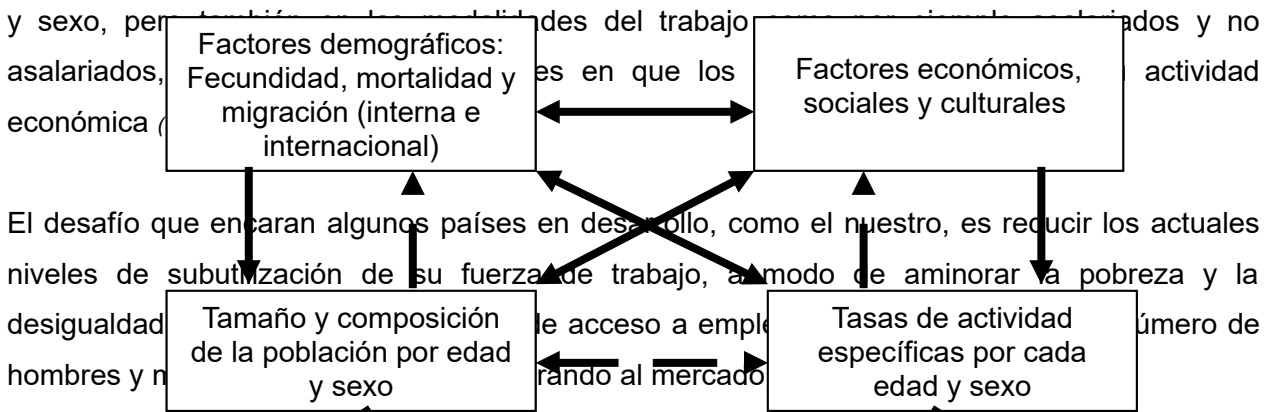 y sexo, pero también en las modalidades del trabajo como por ejemplo asalariados y no
asalariados, es en que los actividad
económica (
Factores demográficos:
Fecundidad, mortalidad y
migración (interna e
internacional)
Factores económicos,
sociales y culturales
El desafío que encaran algunos países en desarrollo, como el nuestro, es reducir los actuales
niveles de subutilización de su fuerza de trabajo, a modo de aminorar la pobreza y la
desigualdad de acceso a emple úmero de
hombres y m rando al mercado
Tamaño y composición
de la población por edad
y sexo
Tasas de actividad
específicas por cada
edad y sexo